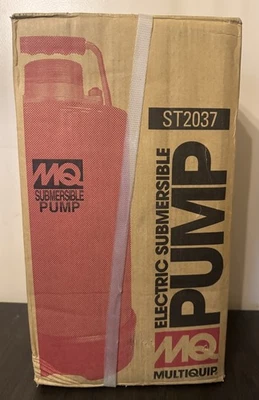 ST2037
MQ
SUBMERSIBLE
PUMP
ELECTRIC SUBMERSIBLE
PUMP
MQ
MULTIQUIP